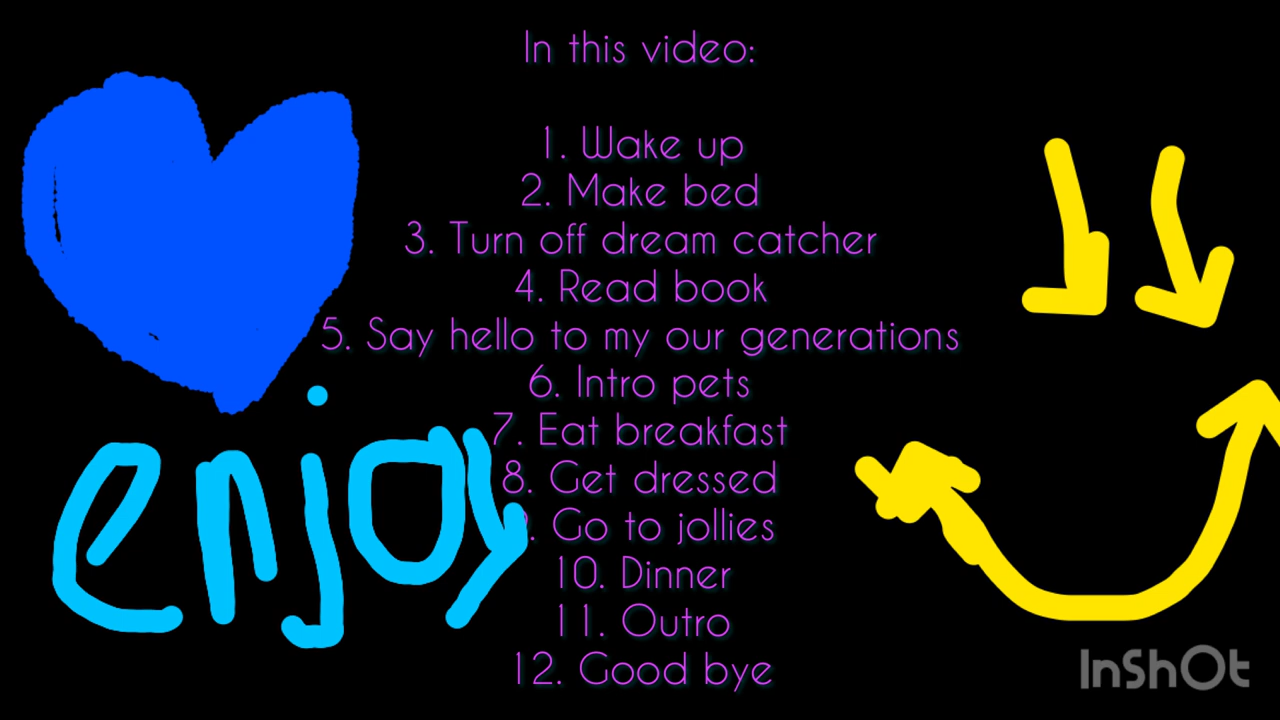 In this video:
1. Wake up
2. Make bed
3. Turn off dream catcher
4. Read book
5. Say hello to my our generations
6. Intro pets
7. Eat breakfast
8. Get dressed
9. Go to jollies
10. Dinner
11. Outro
12. Good bye
enjoy
InShOt